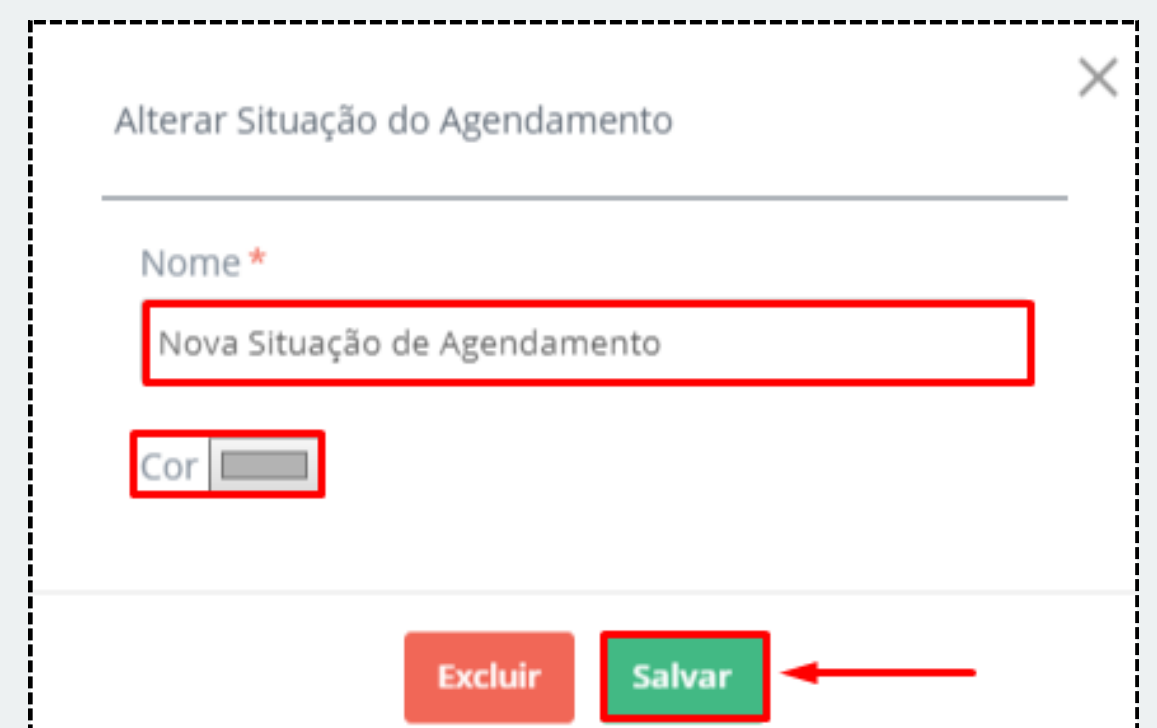 Alterar Situação do Agendamento
Nome *
Nova Situação de Agendamento
Cor
Excluir Salvar